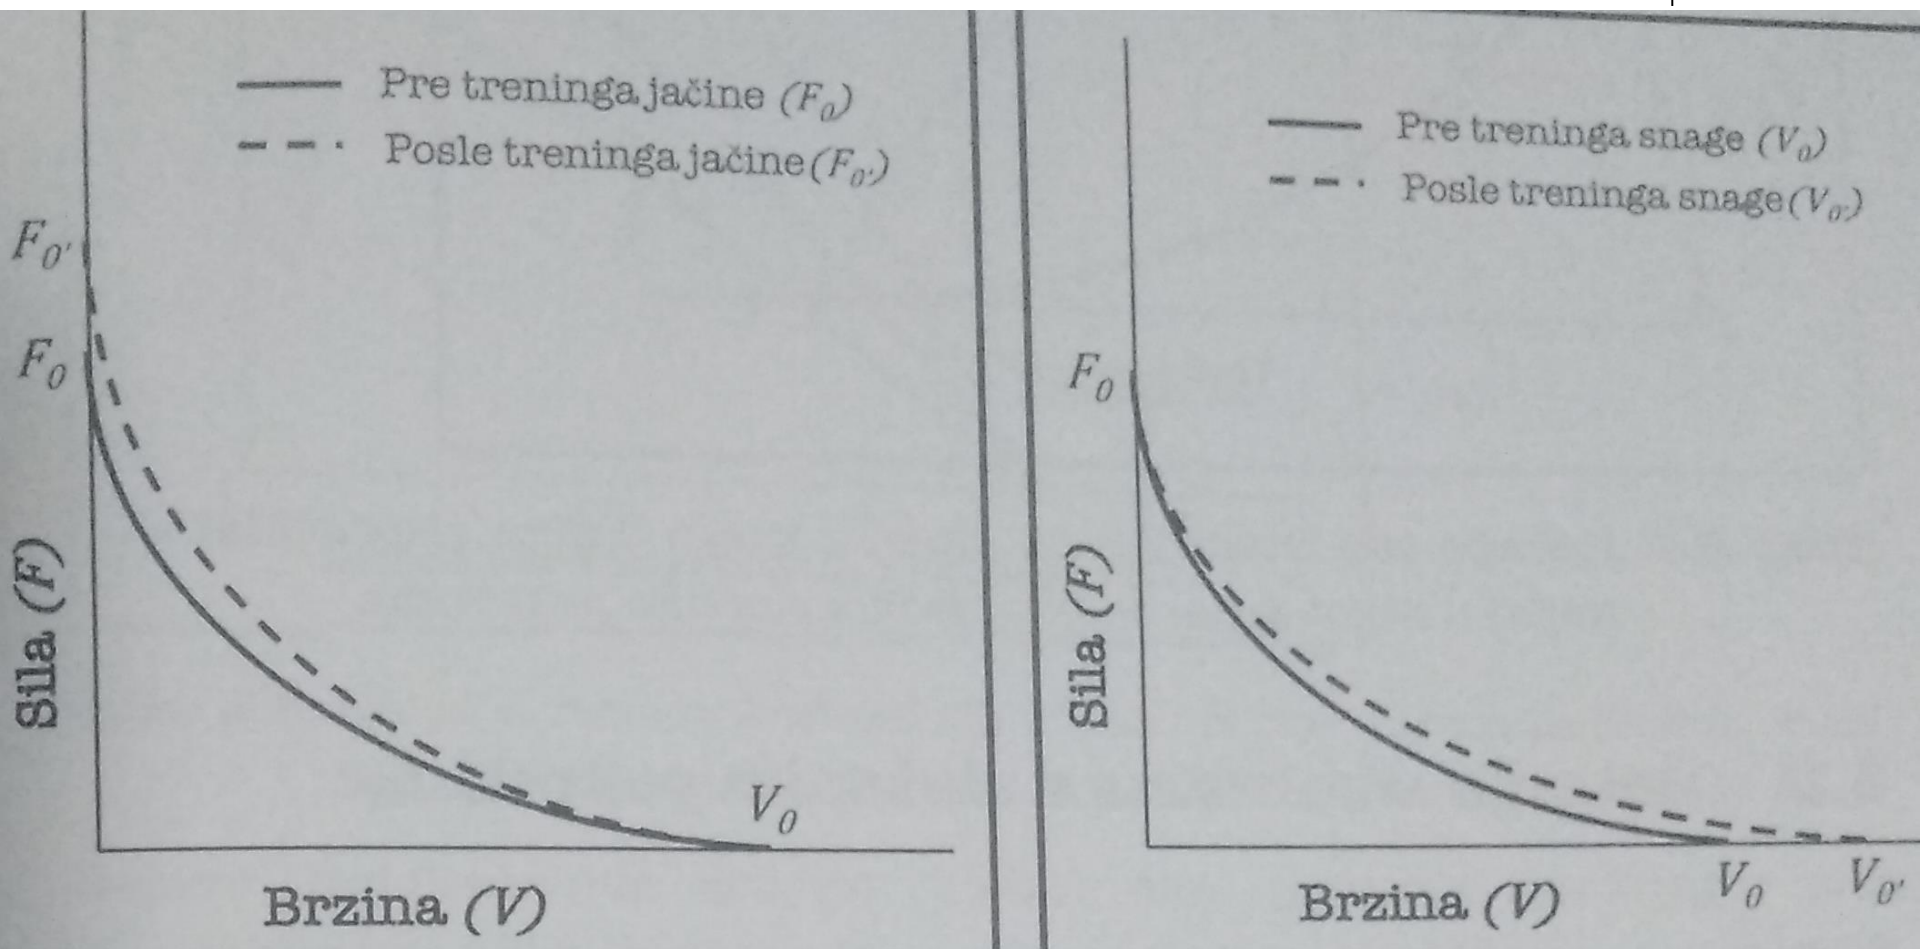 Pre treninga jačine (F0)
Posle treninga jačine (F0')
F0'
F0
Sila (F)
V0
Brzina (V)
Pre treninga snage (V0)
Posle treninga snage (V0')
F0
Sila (F)
V0
V0'
Brzina (V)